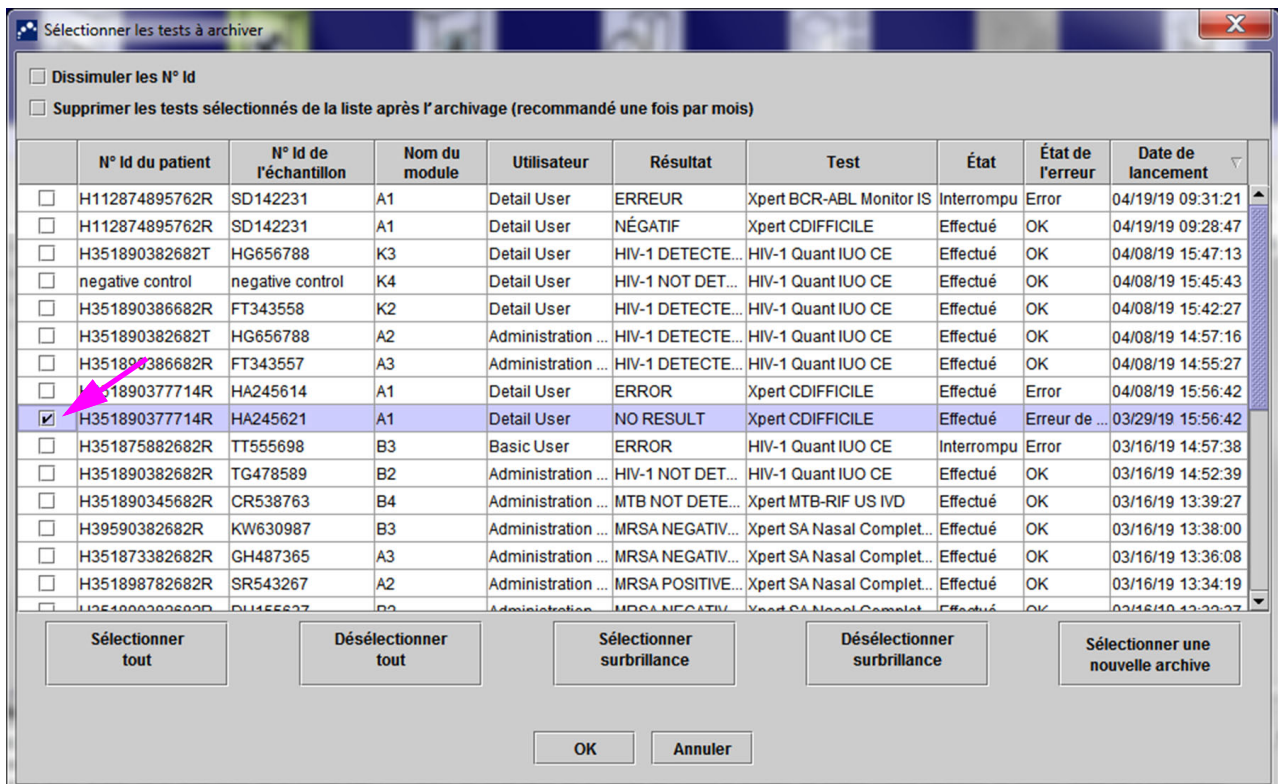 Sélectionner les tests à archiver
Dissimuler les N° Id
Supprimer les tests sélectionnés de la liste après l'archivage (recommandé une fois par mois)
N° Id du patient N° Id de l'échantillon Nom du module Utilisateur Résultat Test État État de l'erreur Date de lancement
H112874895762R SD142231 A1 Detail User ERREUR Xpert BCR-ABL Monitor IS Interrompu Error 04/19/19 09:31:21
H112874895762R SD142231 A1 Detail User NÉGATIF Xpert CDIFFICILE Effectué OK 04/19/19 09:28:47
H351890382682T HG656788 K3 Detail User HIV-1 DETECTE... HIV-1 Quant IUO CE Effectué OK 04/08/19 15:47:13
negative control negative control K4 Detail User HIV-1 NOT DET... HIV-1 Quant IUO CE Effectué OK 04/08/19 15:45:43
H351890386682R FT343558 K2 Detail User HIV-1 DETECTE... HIV-1 Quant IUO CE Effectué OK 04/08/19 15:42:27
H351890382682T HG656788 A2 Administration ... HIV-1 DETECTE... HIV-1 Quant IUO CE Effectué OK 04/08/19 14:57:16
H351890386682R FT343557 A3 Administration ... HIV-1 DETECTE... HIV-1 Quant IUO CE Effectué OK 04/08/19 14:55:27
H351890377714R HA245614 A1 Detail User ERROR Xpert CDIFFICILE Effectué Error 04/08/19 15:56:42
H351890377714R HA245621 A1 Detail User NO RESULT Xpert CDIFFICILE Effectué Erreur de ... 03/29/19 15:56:42
H351875882682R TT555698 B3 Basic User ERROR HIV-1 Quant IUO CE Interrompu Error 03/16/19 14:57:38
H351890382682R TG478589 B2 Administration ... HIV-1 NOT DET... HIV-1 Quant IUO CE Effectué OK 03/16/19 14:52:39
H351890345682R CR538763 B4 Administration ... MTB NOT DETE... Xpert MTB-RIF US IVD Effectué OK 03/16/19 13:39:27
H39590382682R KW630987 B3 Administration ... MRSA NEGATIV... Xpert SA Nasal Complet... Effectué OK 03/16/19 13:38:00
H351873382682R GH487365 A3 Administration ... MRSA NEGATIV... Xpert SA Nasal Complet... Effectué OK 03/16/19 13:36:08
H351898782682R SR543267 A2 Administration ... MRSA POSITIVE... Xpert SA Nasal Complet... Effectué OK 03/16/19 13:34:19
Sélectionner tout Désélectionner tout Sélectionner surbrillance Désélectionner surbrillance Sélectionner une nouvelle archive
OK Annuler